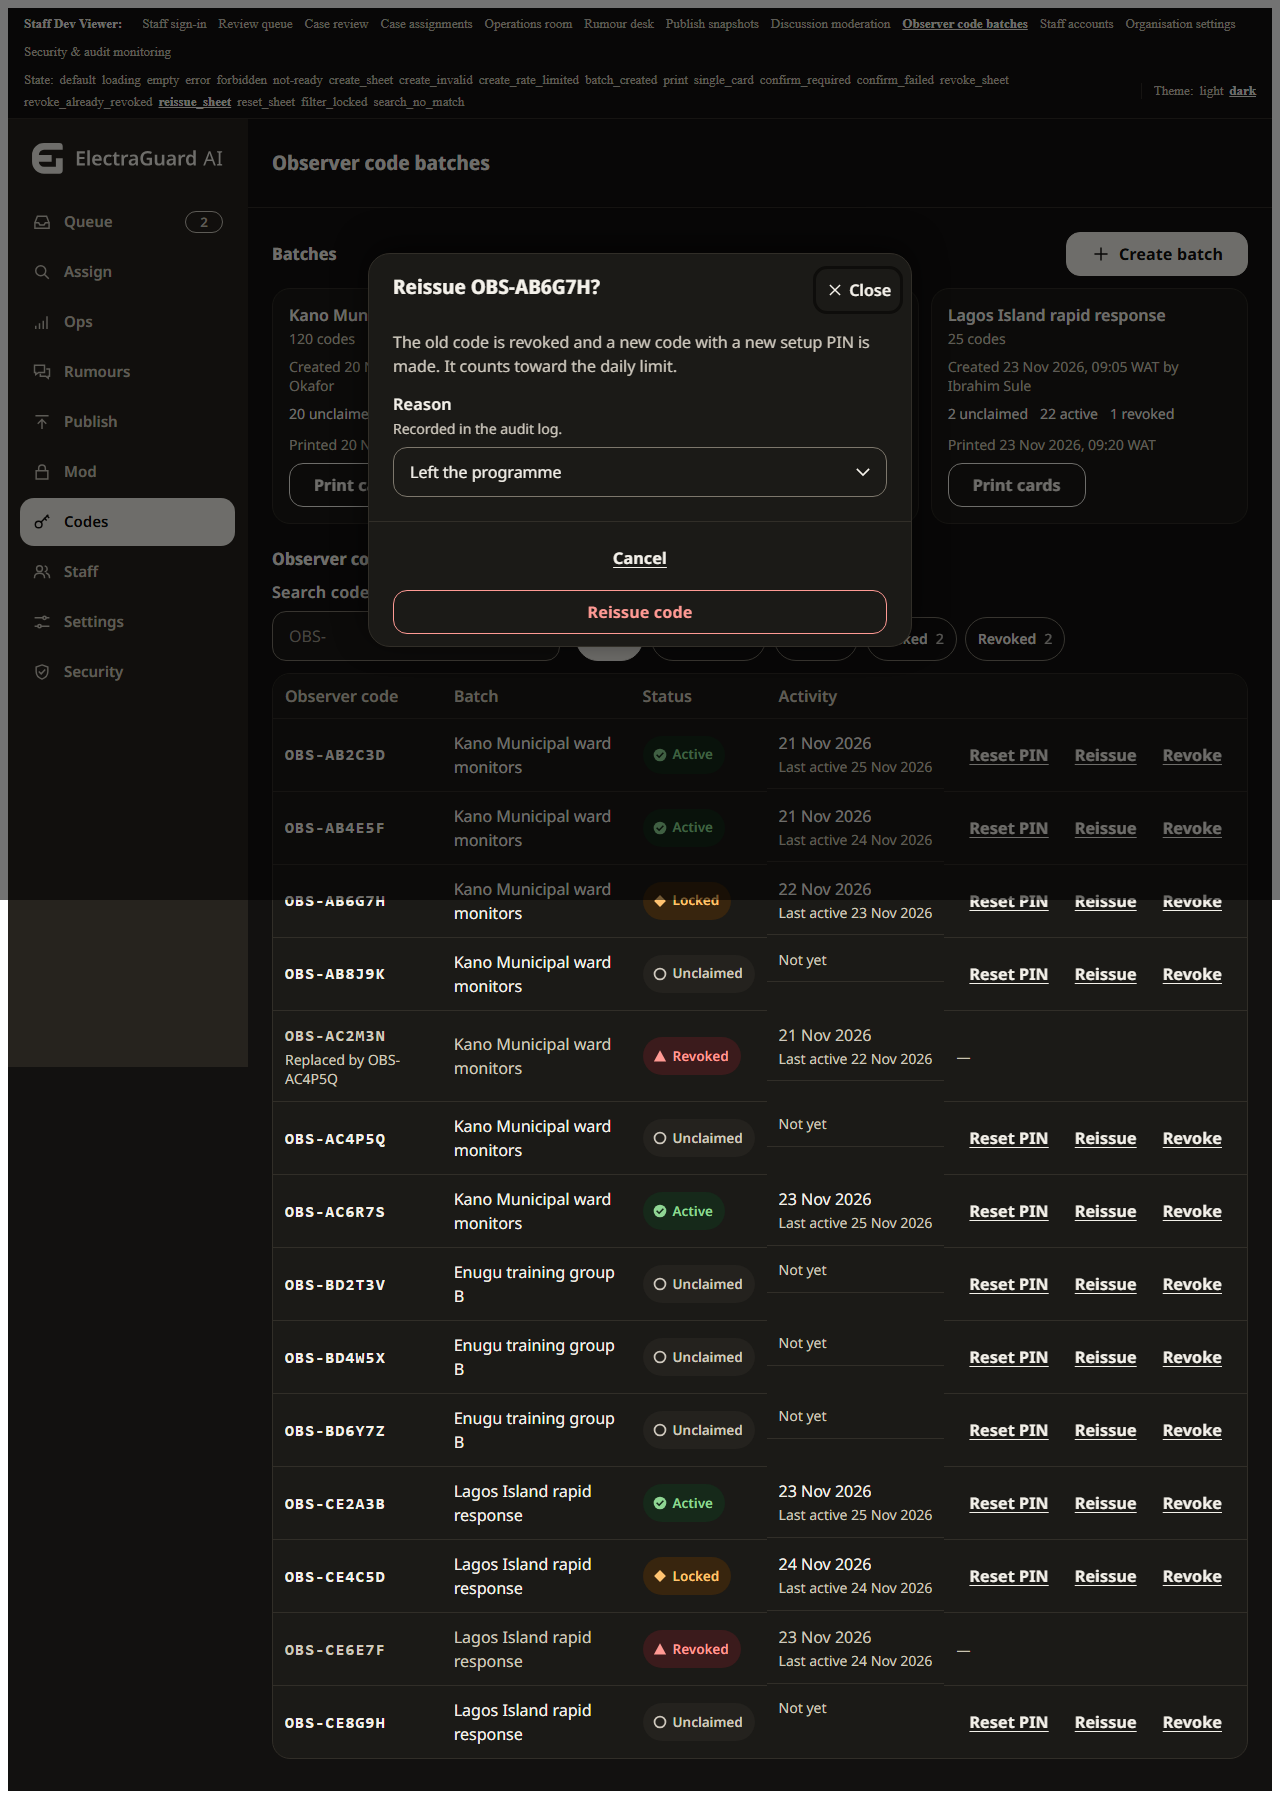 Staff Dev Viewer: Staff sign-in Review queue Case review Case assignments Operations room Rumour desk Publish snapshots Discussion moderation Observer code batches Staff accounts Organisation settings
Security & audit monitoring
State: default loading empty error forbidden not-ready create_sheet create_invalid create_rate_limited batch_created print single_card confirm_required confirm_failed revoke_sheet
revoke_already_revoked reissue_sheet reset_sheet filter_locked search_no_match
Theme: light dark
ElectraGuard AI
Queue 2
Assign
Ops
Rumours
Publish
Mod
Codes
Staff
Settings
Security
Observer code batches
Batches
Create batch
Kano Mun
120 codes
Created 20 N
Okafor
20 unclaime
Printed 20 N
Print c
Lagos Island rapid response
25 codes
Created 23 Nov 2026, 09:05 WAT by
Ibrahim Sule
2 unclaimed 22 active 1 revoked
Printed 23 Nov 2026, 09:20 WAT
Print cards
Reissue OBS-AB6G7H?
Close
The old code is revoked and a new code with a new setup PIN is
made. It counts toward the daily limit.
Reason
Recorded in the audit log.
Left the programme
Cancel
Reissue code
Observer co
Search code
OBS-
ked 2
Revoked 2
Observer code Batch Status Activity
OBS-AB2C3D Kano Municipal ward monitors Active 21 Nov 2026 Last active 25 Nov 2026 Reset PIN Reissue Revoke
OBS-AB4E5F Kano Municipal ward monitors Active 21 Nov 2026 Last active 24 Nov 2026 Reset PIN Reissue Revoke
OBS-AB6G7H Kano Municipal ward monitors Locked 22 Nov 2026 Last active 23 Nov 2026 Reset PIN Reissue Revoke
OBS-AB8J9K Kano Municipal ward monitors Unclaimed Not yet Reset PIN Reissue Revoke
OBS-AC2M3N Replaced by OBS-AC4P5Q Kano Municipal ward monitors Revoked 21 Nov 2026 Last active 22 Nov 2026 —
OBS-AC4P5Q Kano Municipal ward monitors Unclaimed Not yet Reset PIN Reissue Revoke
OBS-AC6R7S Kano Municipal ward monitors Active 23 Nov 2026 Last active 25 Nov 2026 Reset PIN Reissue Revoke
OBS-BD2T3V Enugu training group B Unclaimed Not yet Reset PIN Reissue Revoke
OBS-BD4W5X Enugu training group B Unclaimed Not yet Reset PIN Reissue Revoke
OBS-BD6Y7Z Enugu training group B Unclaimed Not yet Reset PIN Reissue Revoke
OBS-CE2A3B Lagos Island rapid response Active 23 Nov 2026 Last active 25 Nov 2026 Reset PIN Reissue Revoke
OBS-CE4C5D Lagos Island rapid response Locked 24 Nov 2026 Last active 24 Nov 2026 Reset PIN Reissue Revoke
OBS-CE6E7F Lagos Island rapid response Revoked 23 Nov 2026 Last active 24 Nov 2026 —
OBS-CE8G9H Lagos Island rapid response Unclaimed Not yet Reset PIN Reissue Revoke